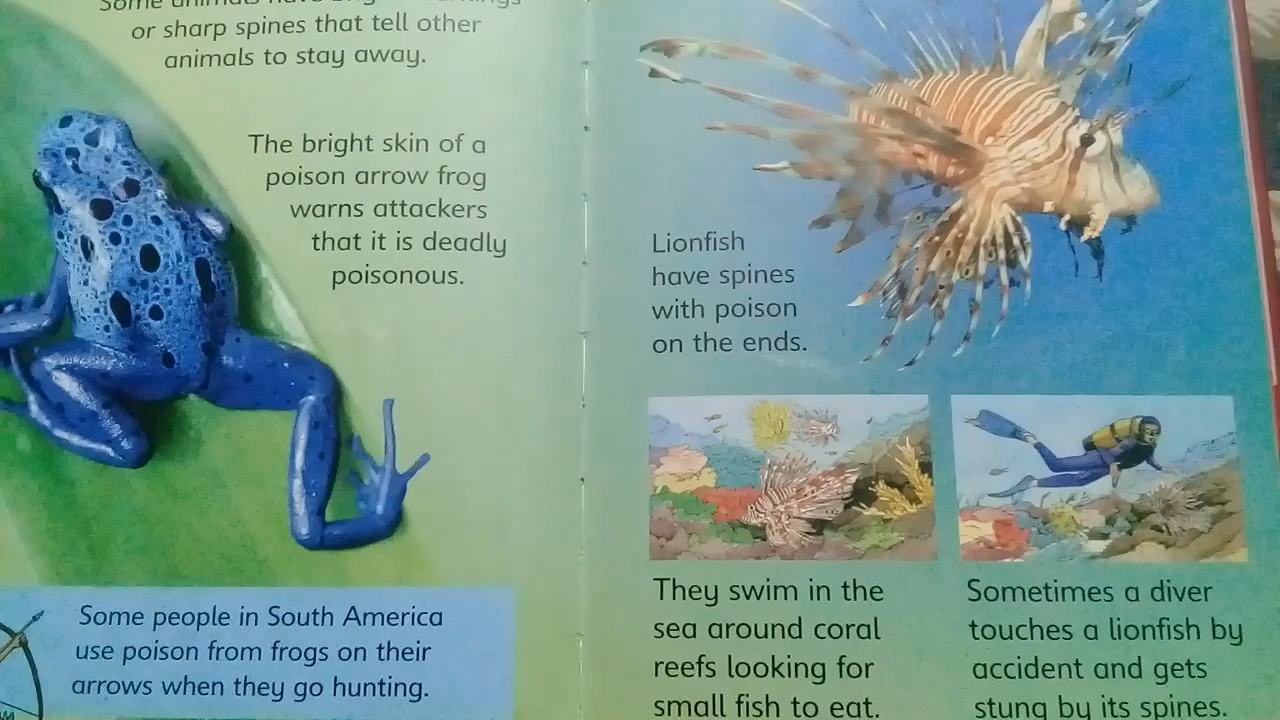 Some animals have
or sharp spines that tell other
animals to stay away.
The bright skin of a
poison arrow frog
warns attackers
that it is deadly
poisonous.
Some people in South America
use poison from frogs on their
arrows when they go hunting.
Lionfish
have spines
with poison
on the ends.
They swim in the
sea around coral
reefs looking for
small fish to eat.
Sometimes a diver
touches a lionfish by
accident and gets
stung by its spines.